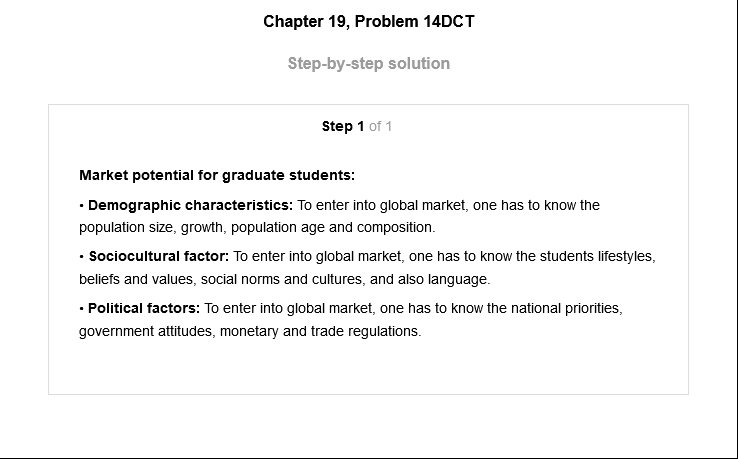 Chapter 19, Problem 14DCT
Step-by-step solution
Step 1 of 1
Market potential for graduate students:
• Demographic characteristics: To enter into global market, one has to know the
population size, growth, population age and composition.
• Sociocultural factor: To enter into global market, one has to know the students lifestyles,
beliefs and values, social norms and cultures, and also language.
• Political factors: To enter into global market, one has to know the national priorities,
government attitudes, monetary and trade regulations.